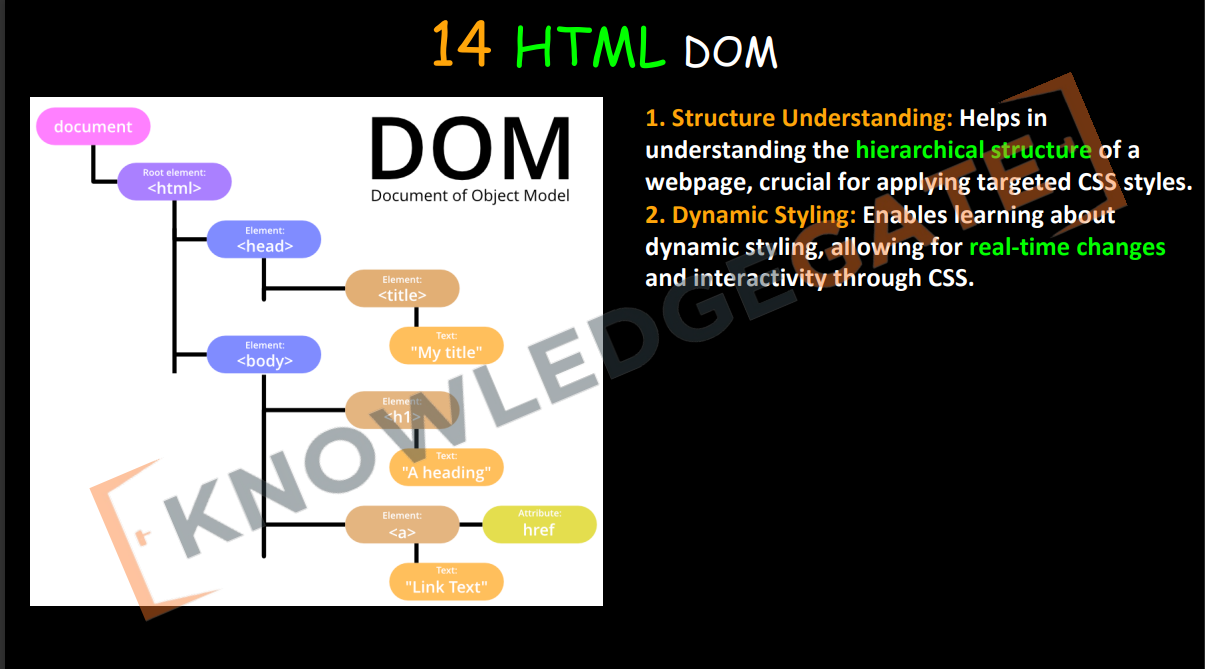 14 HTML DOM
document
DOM
Document of Object Model
Root element:
<html>
Element:
<head>
Element:
<title>
Text:
"My title"
Element:
<body>
Element:
<h1>
Text:
"A heading"
Element:
<a>
Attribute:
href
Text:
"Link Text"
1. Structure Understanding: Helps in
understanding the hierarchical structure of a
webpage, crucial for applying targeted CSS styles.
2. Dynamic Styling: Enables learning about
dynamic styling, allowing for real-time changes
and interactivity through CSS.
KNOWLEDGEGATE